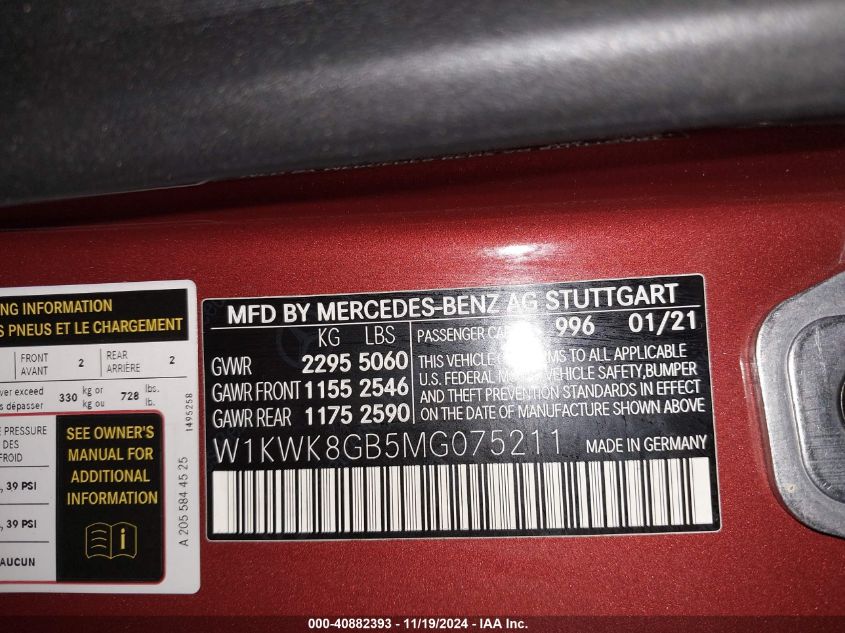 MFD BY MERCEDES-BENZ AG STUTTGART
KG LBS
PASSENGER 996 01/21
GWWR 2295 5060
GAWR FRONT 1155 2546
GAWR REAR 1175 2590
THIS VEHICLE TO ALL APPLICABLE
U.S. FEDERAL VEHICLE SAFETY, BUMPER
AND THEFT PREVENTION STANDARDS IN EFFECT
ON THE DATE OF MANUFACTURE SHOWN ABOVE
W1KWK8GB5MG075211
MADE IN GERMANY
ING INFORMATION
S PNEUS ET LE CHARGEMENT
FRONT
AVANT 2
REAR
ARRIÈRE 2
ver exceed
s dépasser 330 kg or
kg ou 728 lbs.
lb.
PRESSURE
DES
FROID
, 39 PSI
, 39 PSI
AUCUN
SEE OWNER'S
MANUAL FOR
ADDITIONAL
INFORMATION
i
1495258
A 205 584 45 25
000-40882393 - 11/19/2024 - IAA Inc.